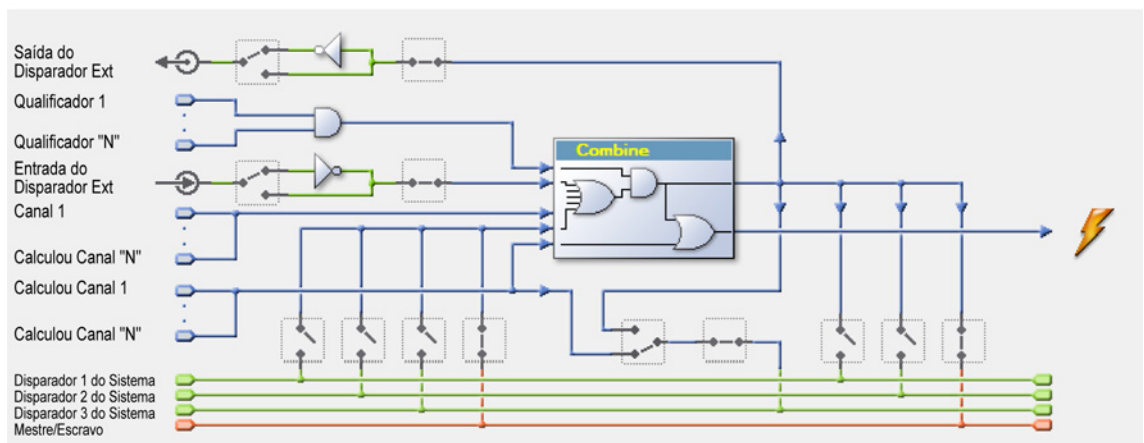 Saída do
Disparador Ext
Qualificador 1
Qualificador "N"
Entrada do
Disparador Ext
Canal 1
Calculou Canal "N"
Calculou Canal 1
Calculou Canal "N"
Disparador 1 do Sistema
Disparador 2 do Sistema
Disparador 3 do Sistema
Mestre/Escravo
Combine